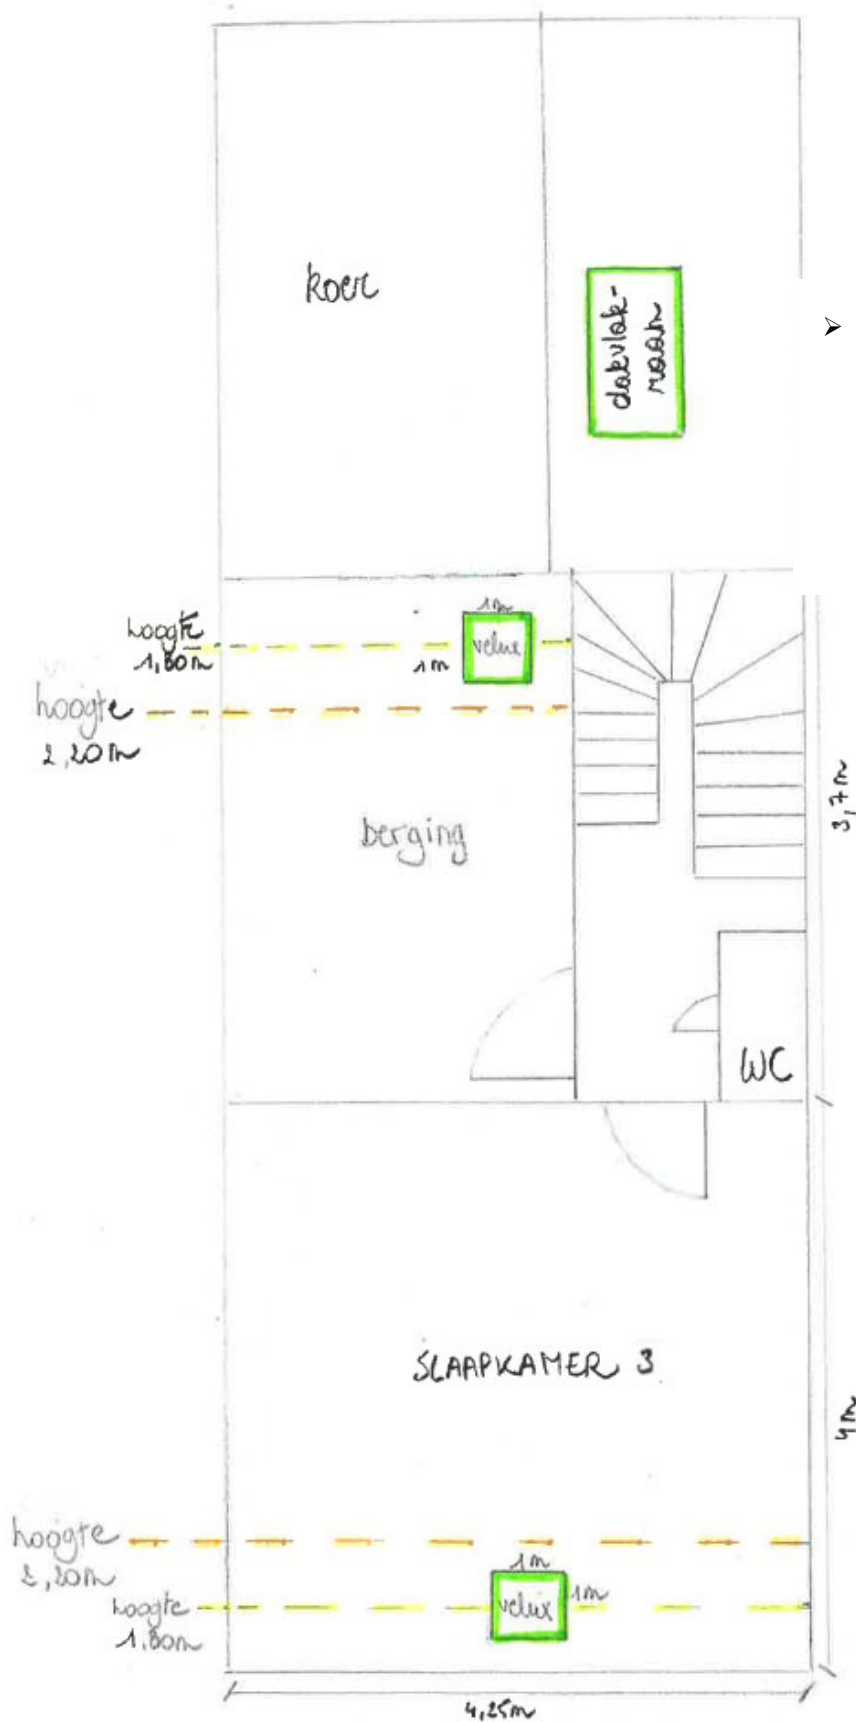 koer
dakvlak-
raam
hoogte
1,80m
1m
1m
velux
hoogte
2,20m
berging
3,7m
WC
SLAAPKAMER 3
4m
hoogte
2,20m
1m
1m
velux
hoogte
1,80m
4,25m